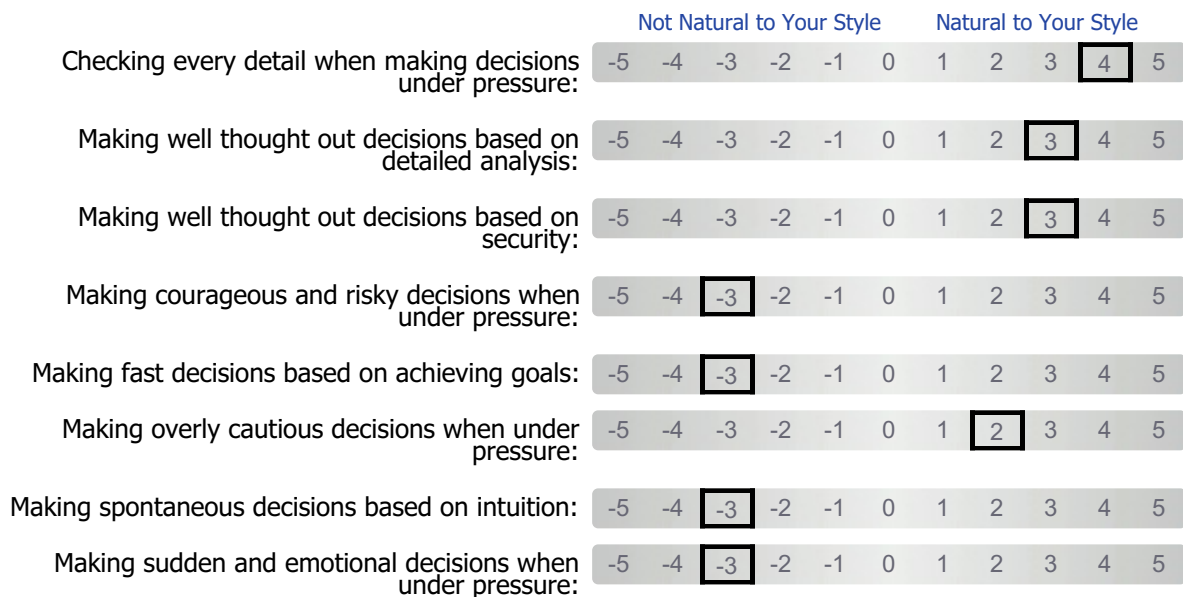 Not Natural to Your Style Natural to Your Style
Checking every detail when making decisions
under pressure:
-5 -4 -3 -2 -1 0 1 2 3 4 5
Making well thought out decisions based on
detailed analysis:
-5 -4 -3 -2 -1 0 1 2 3 4 5
Making well thought out decisions based on
security:
-5 -4 -3 -2 -1 0 1 2 3 4 5
Making courageous and risky decisions when
under pressure:
-5 -4 -3 -2 -1 0 1 2 3 4 5
Making fast decisions based on achieving goals:
-5 -4 -3 -2 -1 0 1 2 3 4 5
Making overly cautious decisions when under
pressure:
-5 -4 -3 -2 -1 0 1 2 3 4 5
Making spontaneous decisions based on intuition:
-5 -4 -3 -2 -1 0 1 2 3 4 5
Making sudden and emotional decisions when
under pressure:
-5 -4 -3 -2 -1 0 1 2 3 4 5